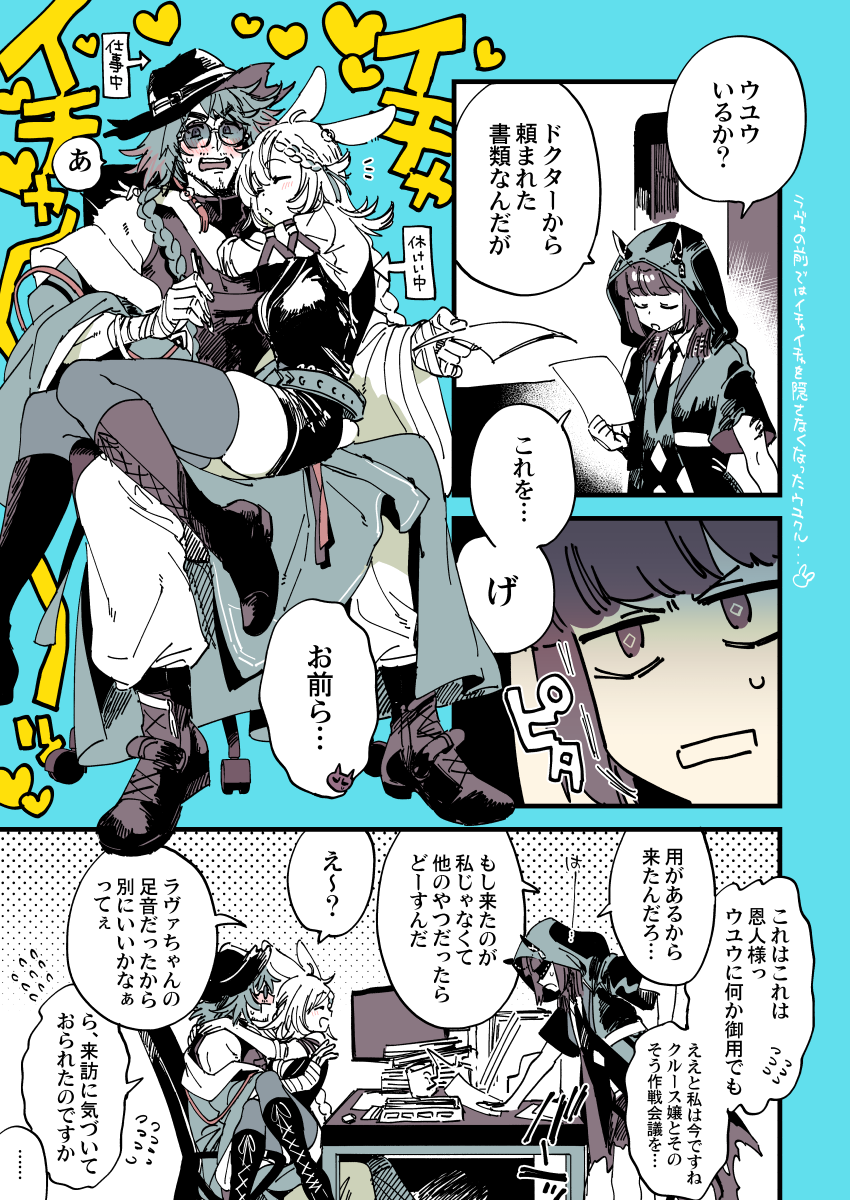 ウユウ
いるか?
ドクターから
頼まれた
書類なんだが
ラヴァの前ではイチャイチャを隠さなくなったウユクル…
イチャ
イチャ
仕事中
あ
休けい中
これを…
げ
お前ら…
用があるから
来たんだろ…
は
これはこれは
恩人様っ
ウユウに何か御用でも
ええと私は今ですね
クルース嬢とその
そう作戦会議を…
もし来たのが
私じゃなくて
他のやつだったら
どーすんだ
え〜?
ラヴァちゃんの
足音だったから
別にいいかなぁ
ってぇ
ら、来訪に気づいて
おられたのですか
……